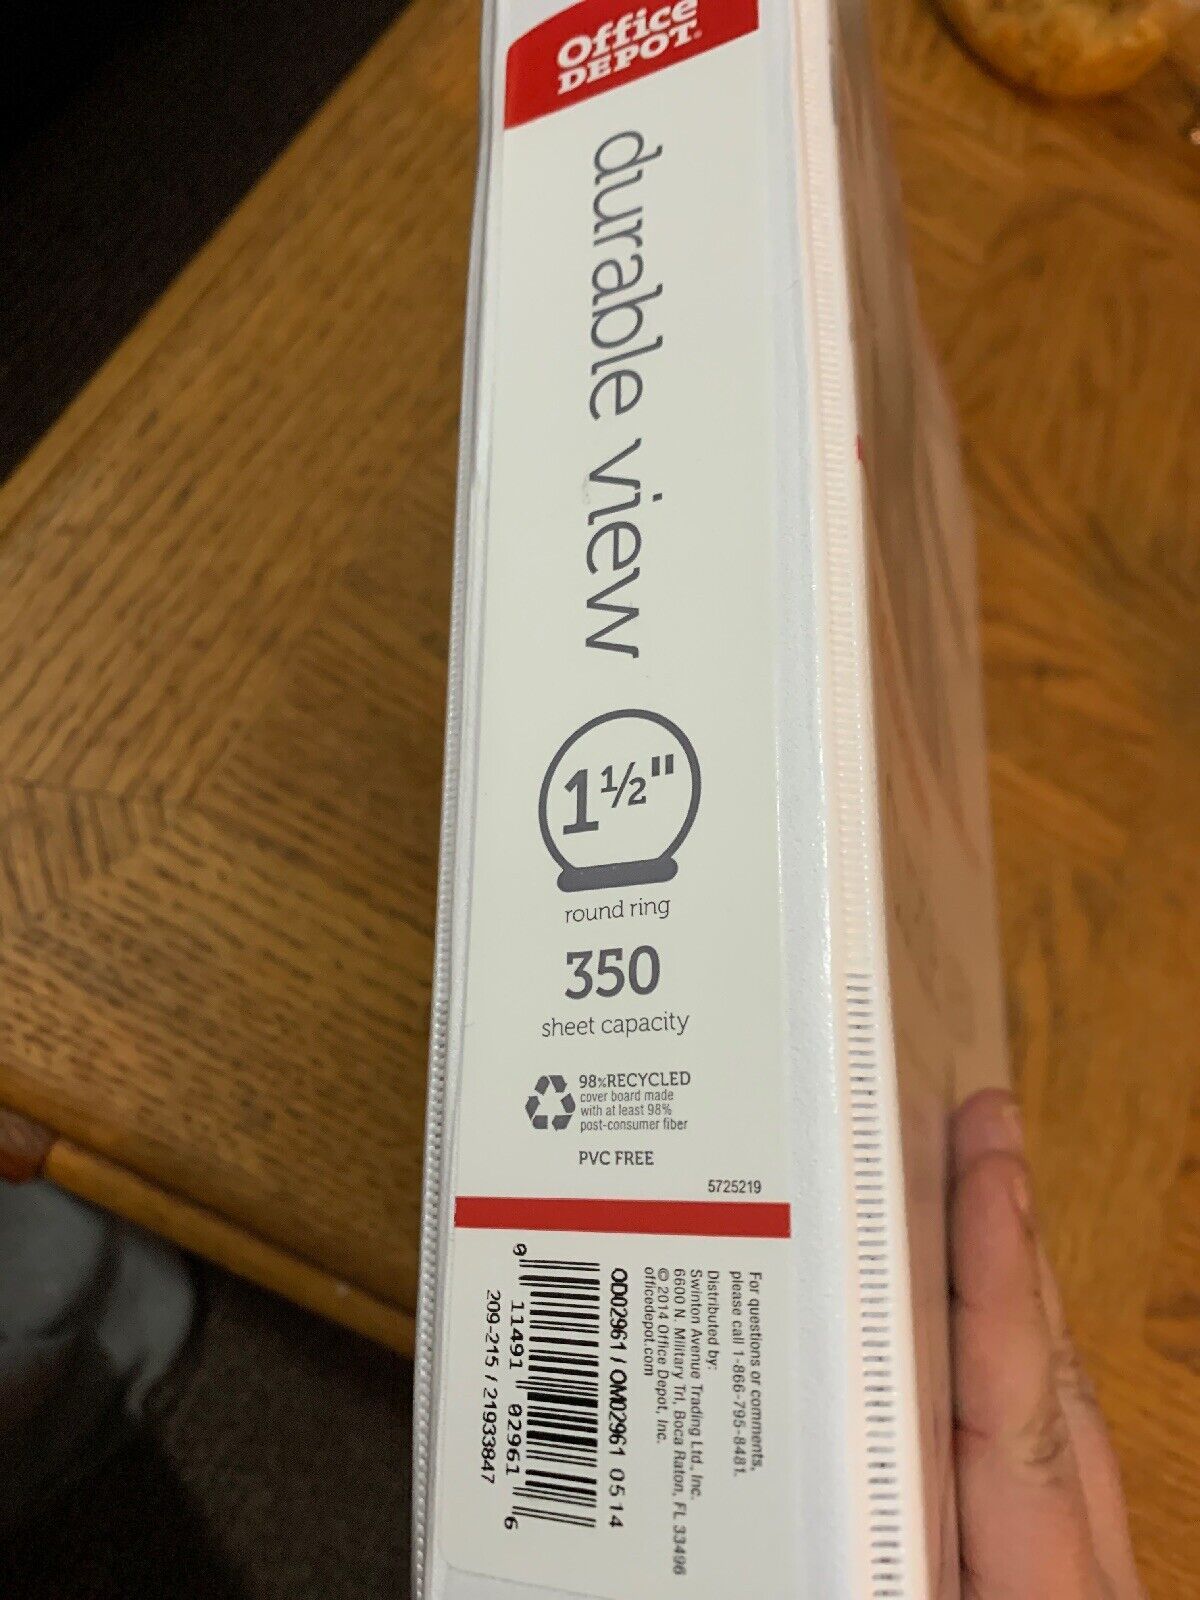 Office
DEPOT®
durable view
1½"
round ring
350
sheet capacity
98%RECYCLED
cover board made
with at least 98%
post-consumer fiber
PVC FREE
5725219
For questions or comments,
please call 1-866-795-8481.
Distributed by:
Swinton Avenue Trading Ltd., Inc.
6600 N. Military Trl, Boca Raton, FL 33496
© 2014 Office Depot, Inc.
officedepot.com
OD02961 / OM02961 0514
0 11491 02961 6
209-215 / 21933847